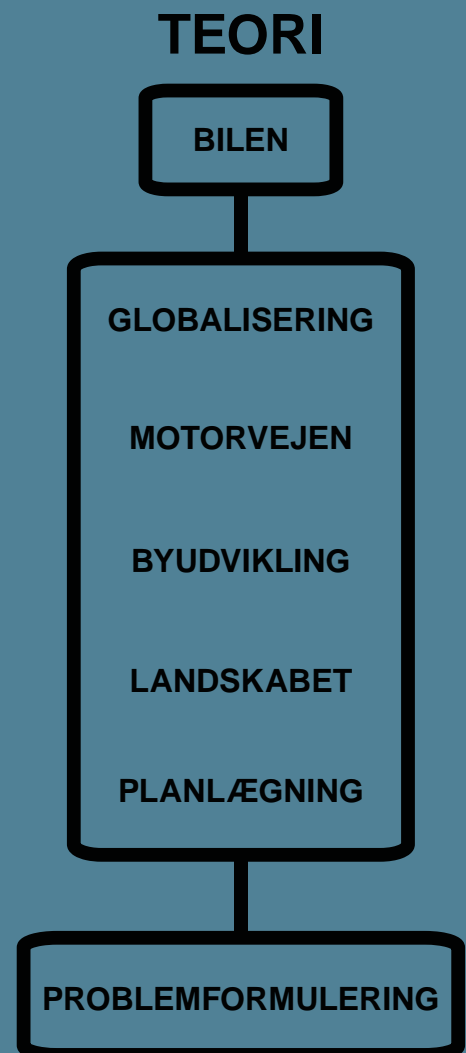 TEORI
BILEN
GLOBALISERING
MOTORVEJEN
BYUDVIKLING
LANDSKABET
PLANLÆGNING
PROBLEMFORMULERING